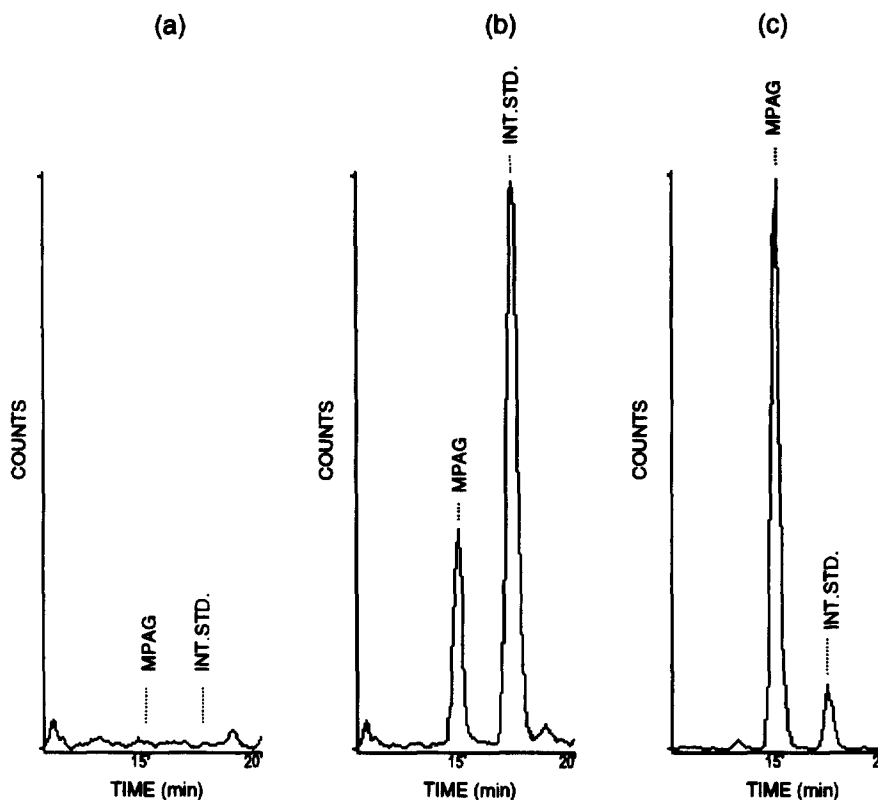 (a)
(b)
(c)
COUNTS
MPAG
INT.STD.
15
20
TIME (min)
COUNTS
MPAG
INT.STD.
15
20
TIME (min)
COUNTS
MPAG
INT.STD.
15
20
TIME (min)